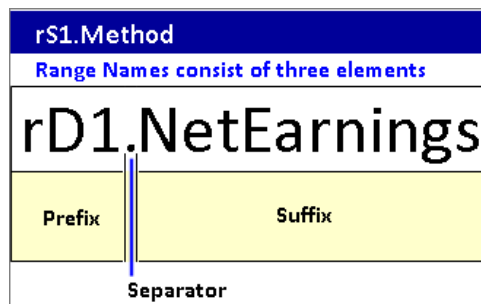 rS1.Method
Range Names consist of three elements
rD1.NetEarnings
Prefix
Suffix
Separator